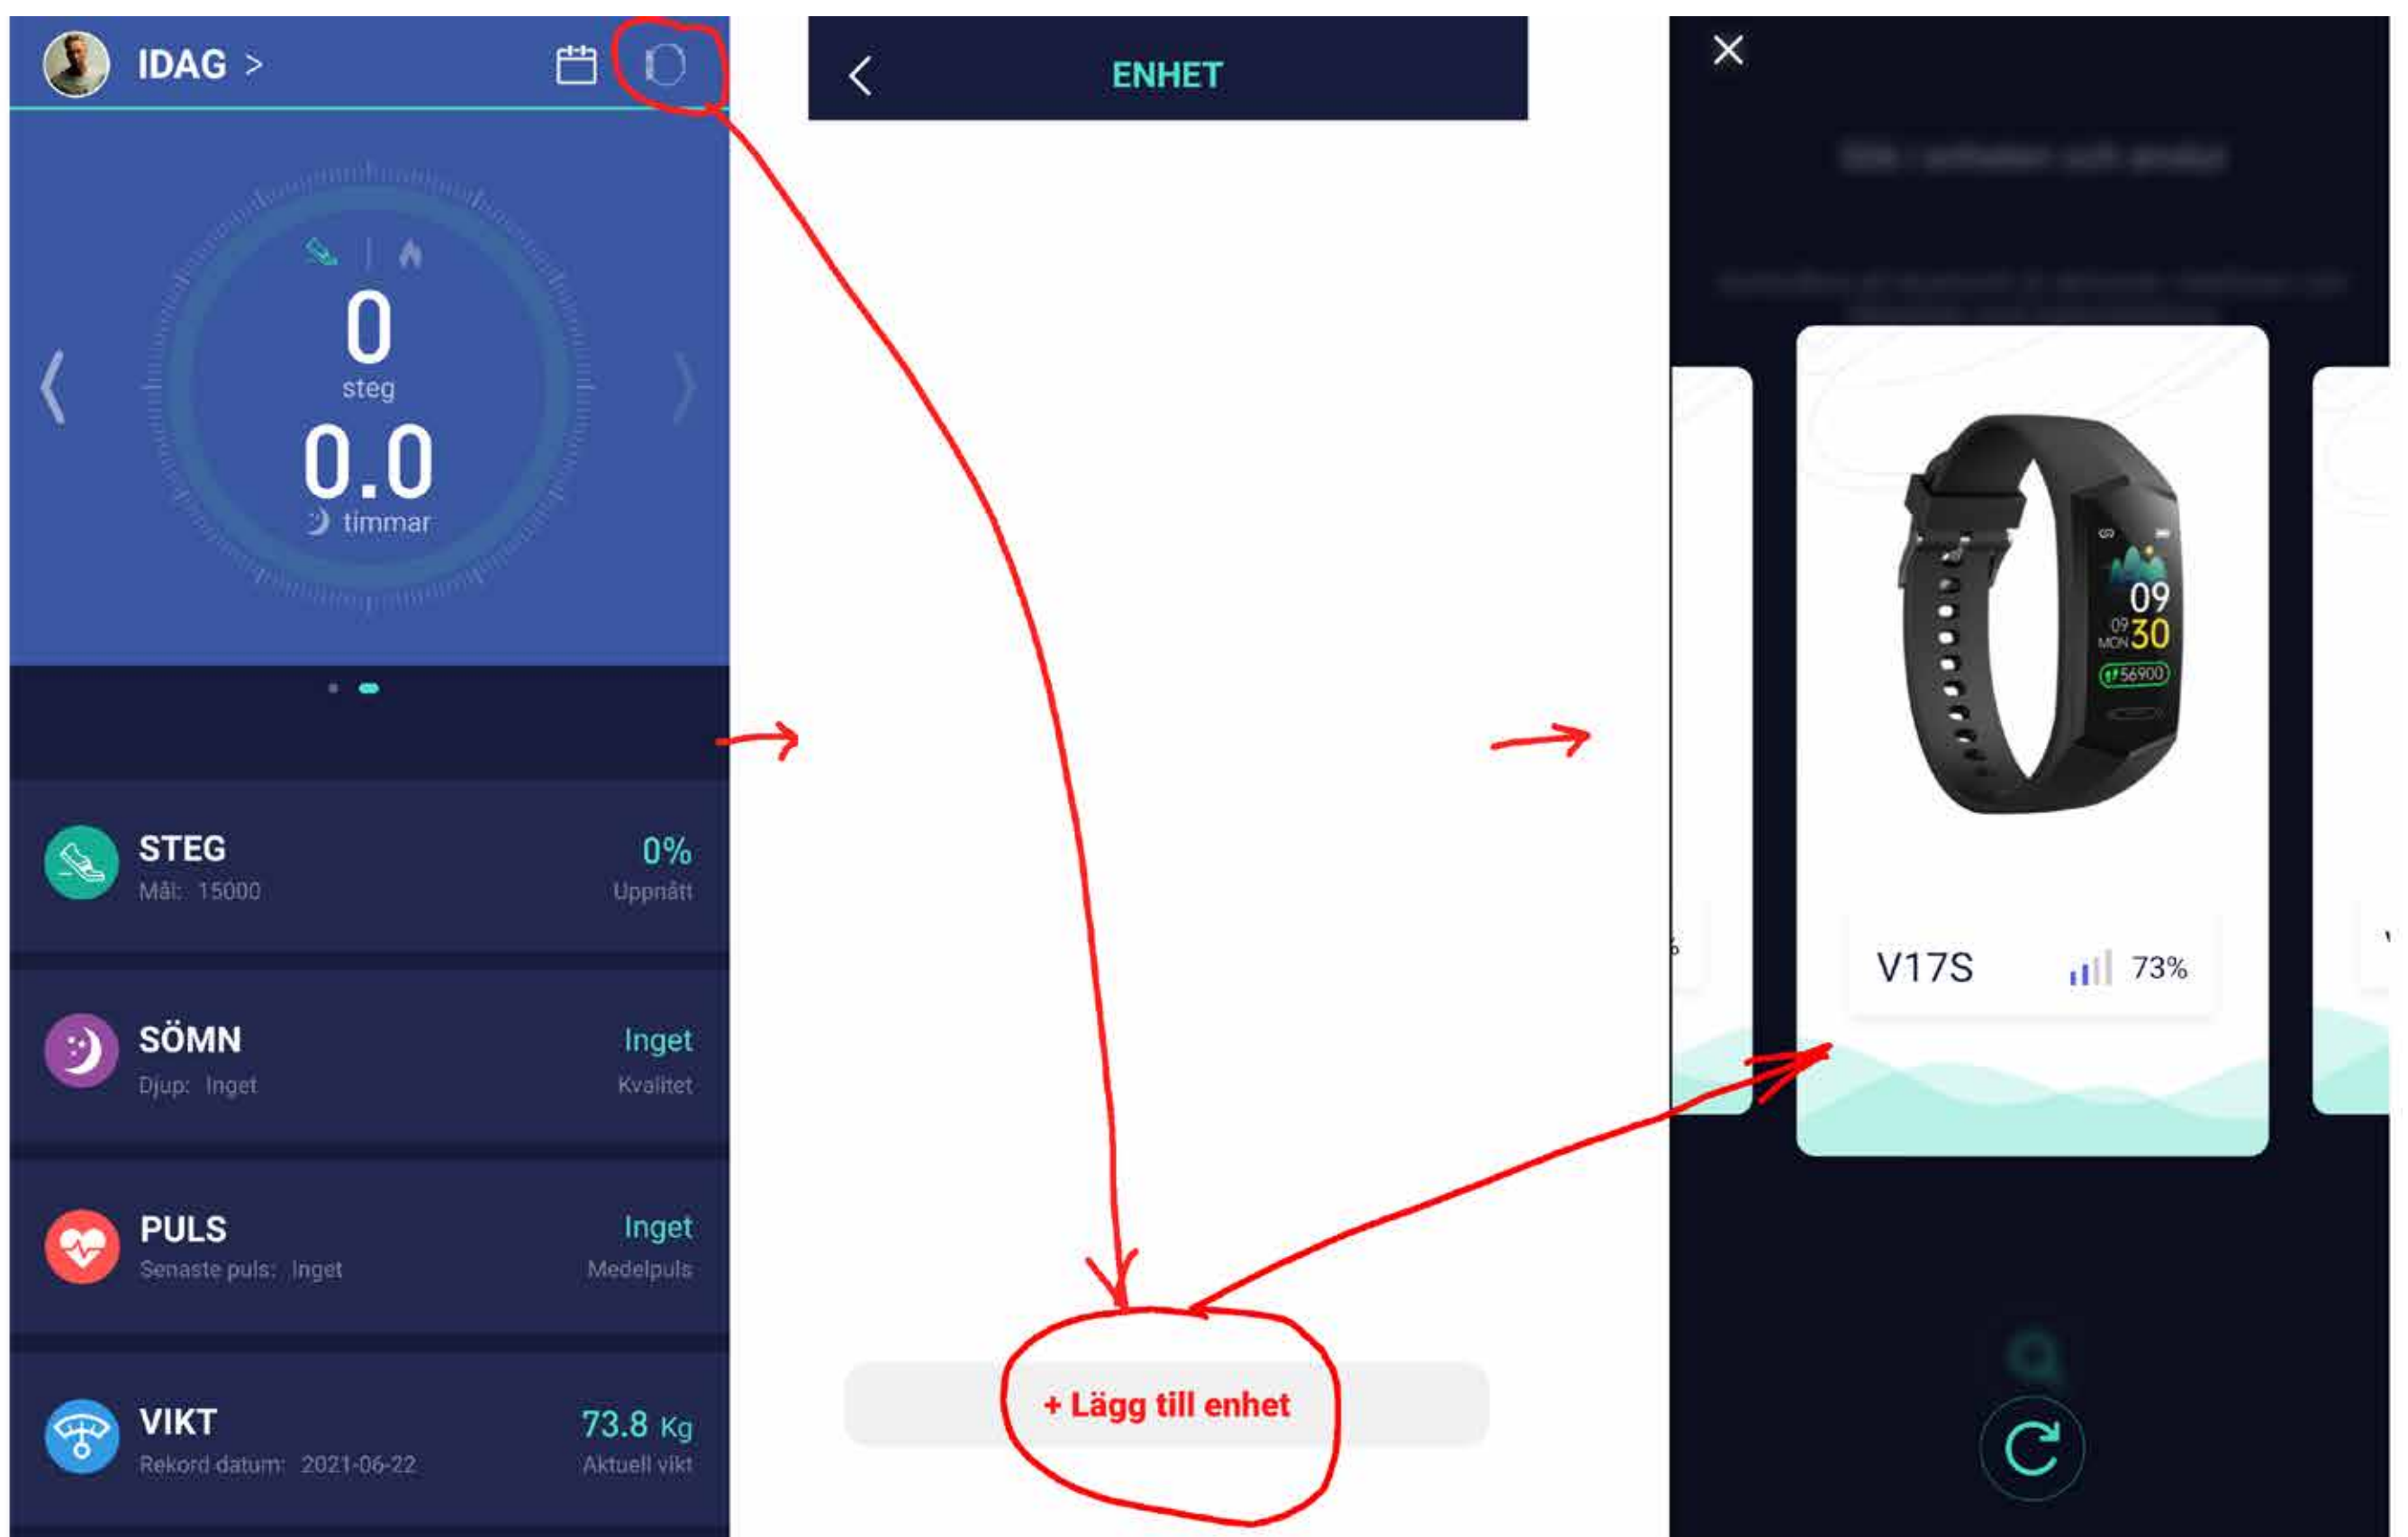 IDAG >
0
steg
0.0
timmar
STEG
0%
Mål: 15000
Uppnått
SÖMN
Inget
Djup: Inget
Kvalitet
PULS
Inget
Senaste puls: Inget
Medelpuls
VIKT
73.8 Kg
Rekord datum: 2021-06-22
Aktuell vikt
ENHET
+ Lägg till enhet
09
09
MON 30
56900
V17S
73%